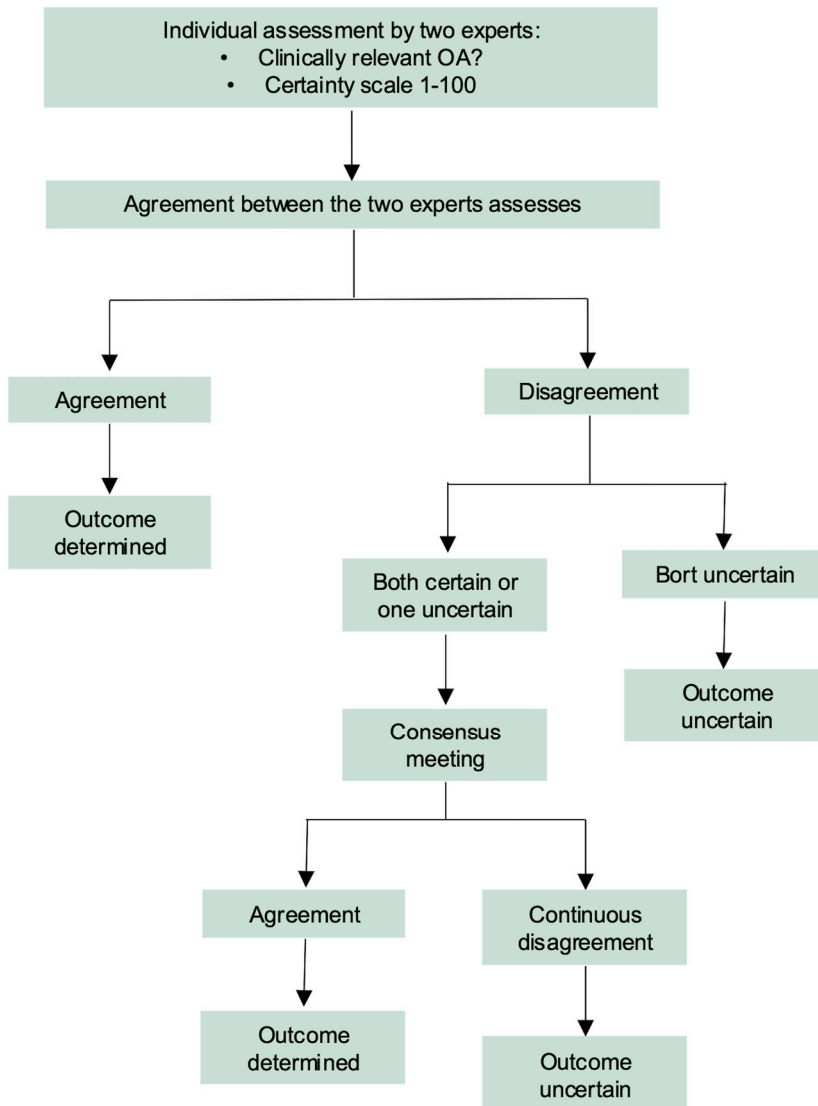 Individual assessment by two experts:
• Clinically relevant OA?
• Certainty scale 1-100
Agreement between the two experts assesses
Agreement
Disagreement
Outcome
determined
Both certain or
one uncertain
Bort uncertain
Outcome
uncertain
Consensus
meeting
Agreement
Continuous
disagreement
Outcome
determined
Outcome
uncertain